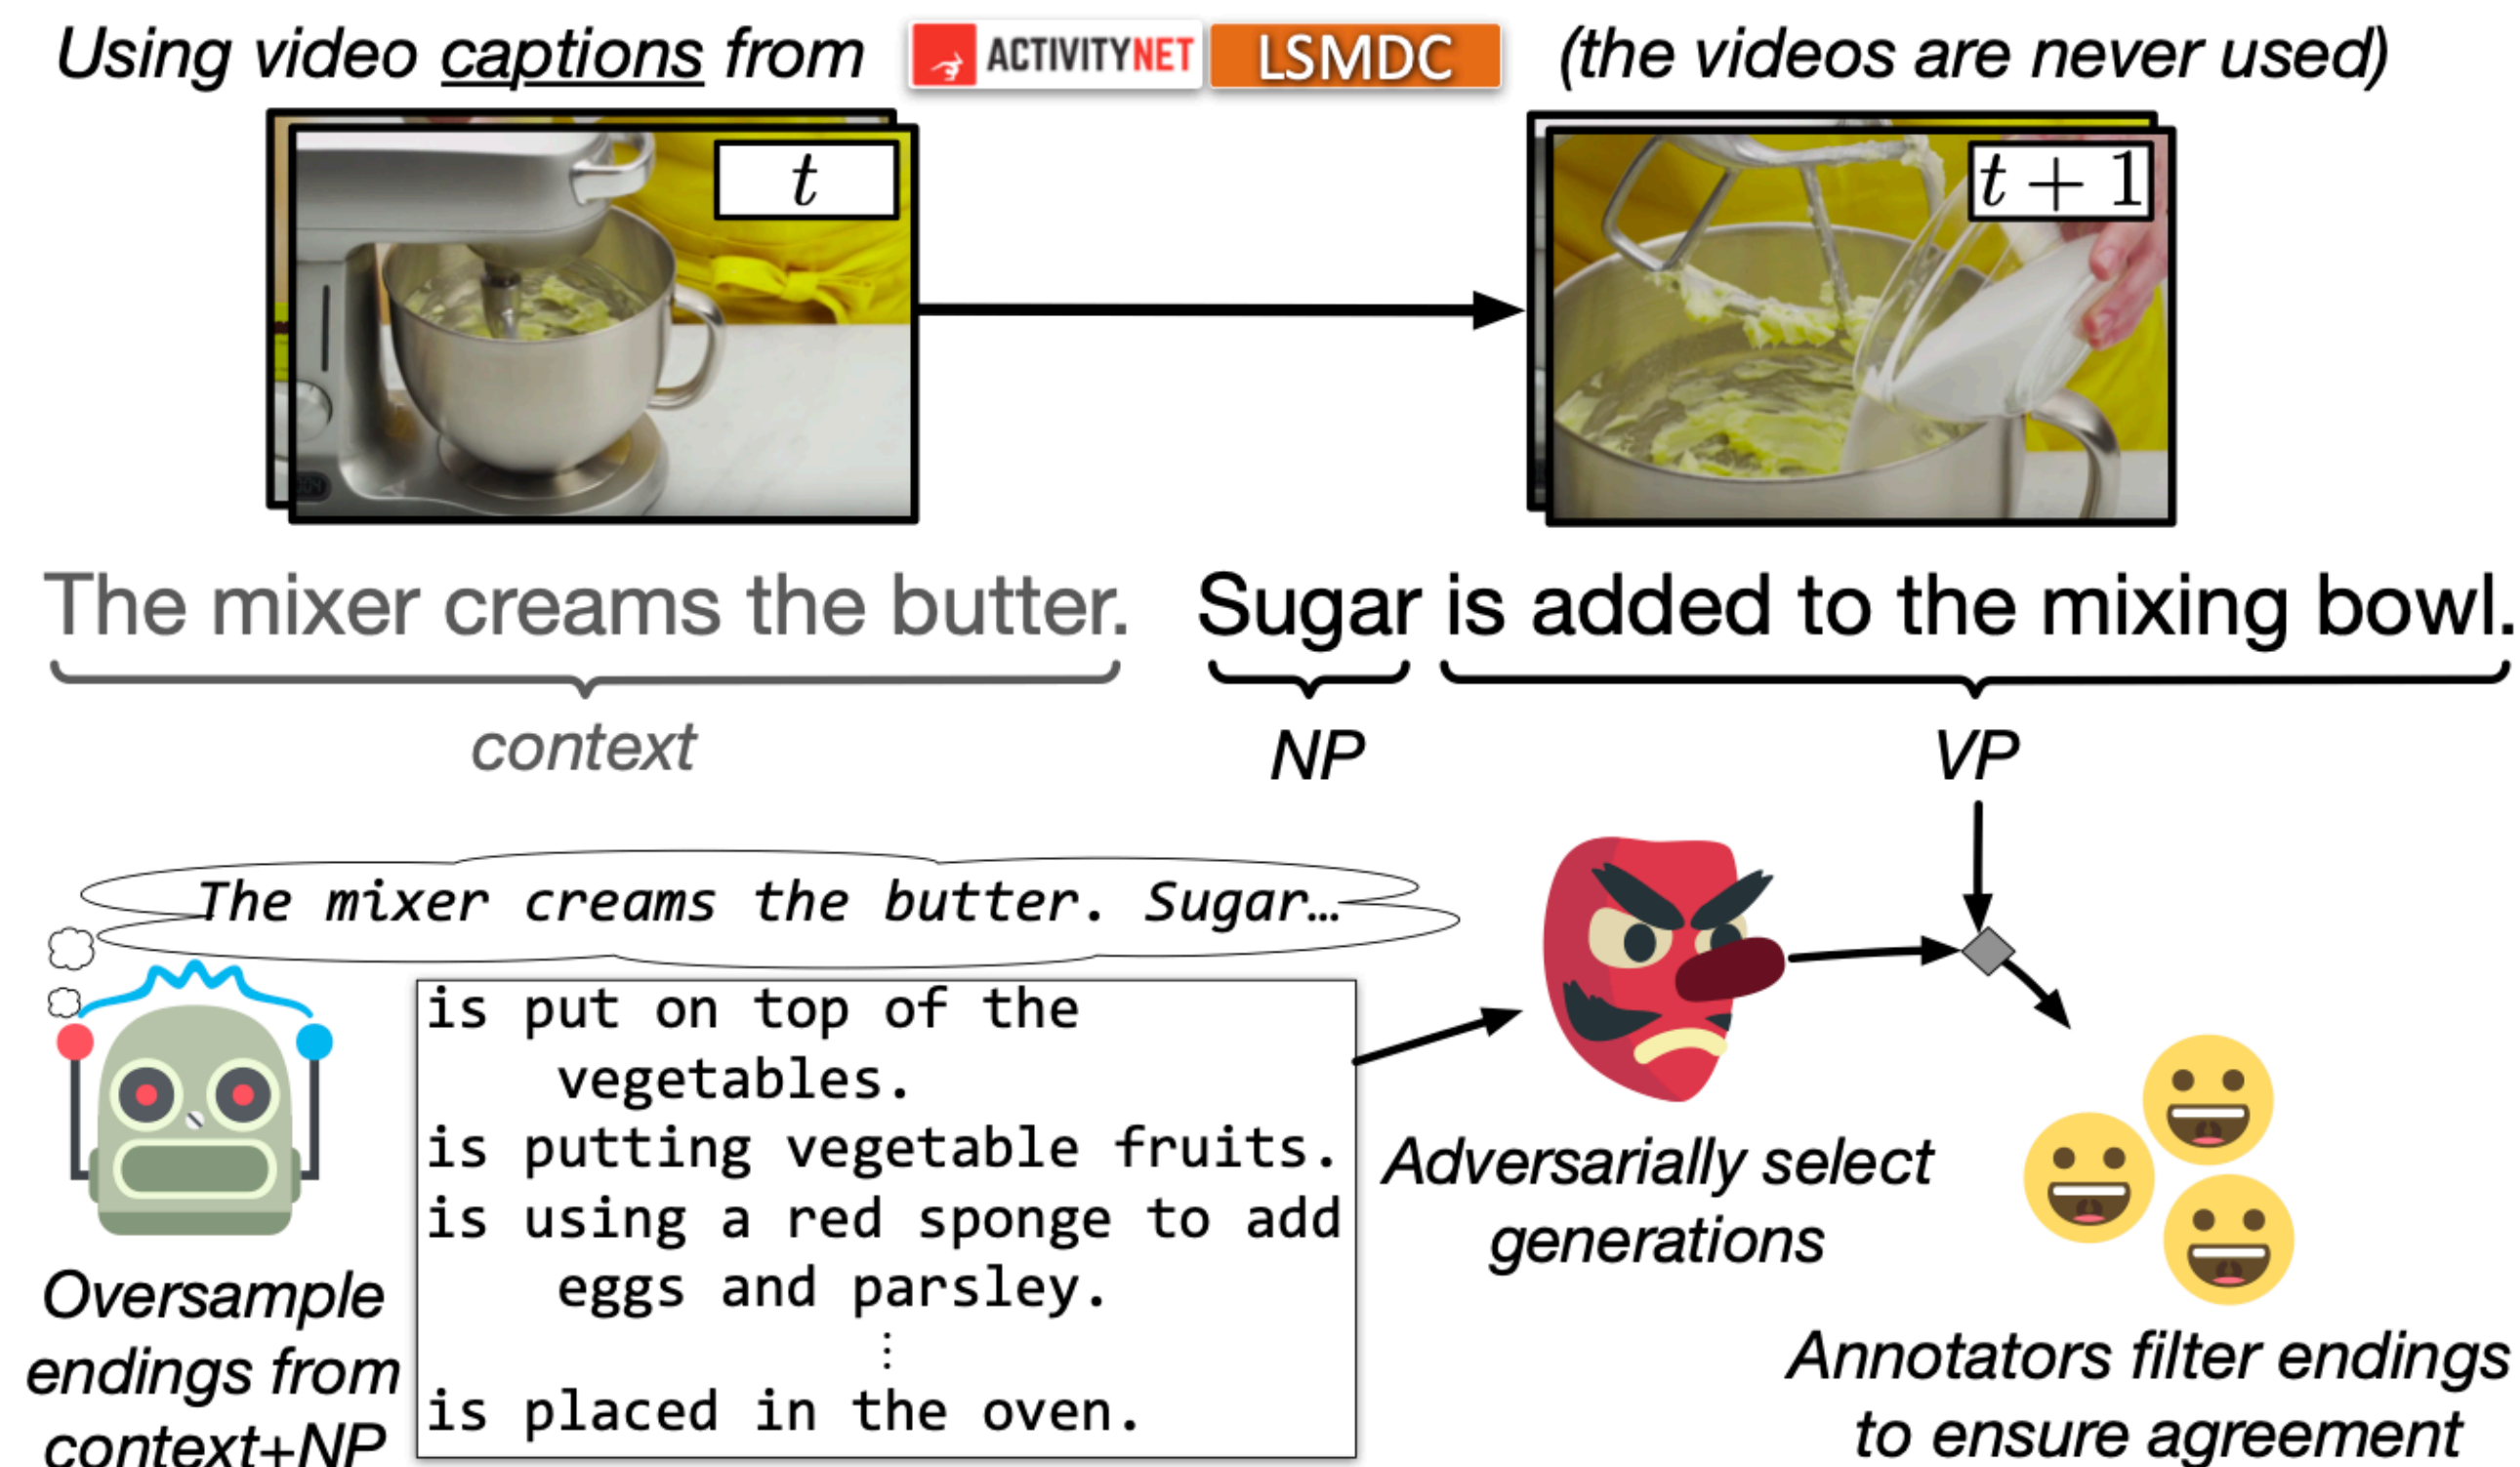 Using video captions from ACTIVITYNET LSMDC (the videos are never used)
t
t + 1
The mixer creams the butter. Sugar is added to the mixing bowl.
context
NP
VP
The mixer creams the butter. Sugar…
is put on top of the
vegetables.
is putting vegetable fruits.
is using a red sponge to add
eggs and parsley.
⋮
is placed in the oven.
Oversample
endings from
context+NP
Adversarially select
generations
Annotators filter endings
to ensure agreement